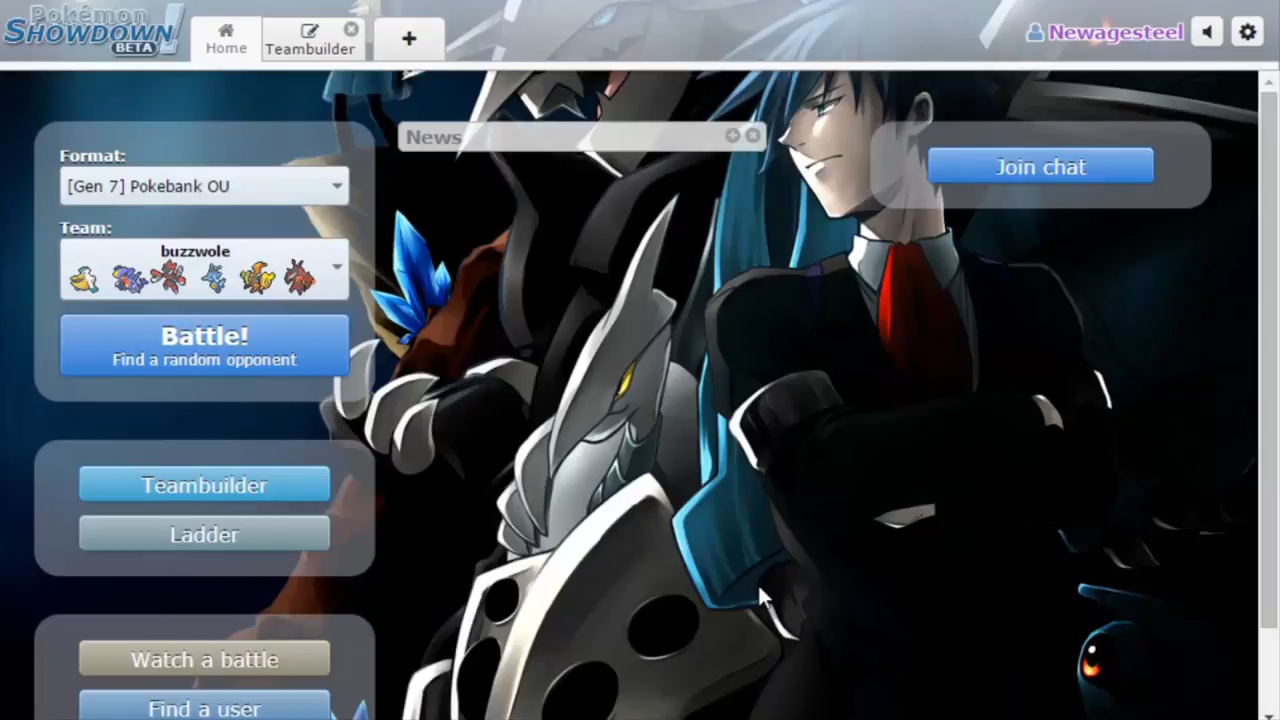 Pokémon
SHOWDOWN!
BETA
Home
Teambuilder
+
Newagesteel
Format:
[Gen 7] Pokebank OU
Team:
buzzwole
Battle!
Find a random opponent
News
Join chat
Teambuilder
Ladder
Watch a battle
Find a user